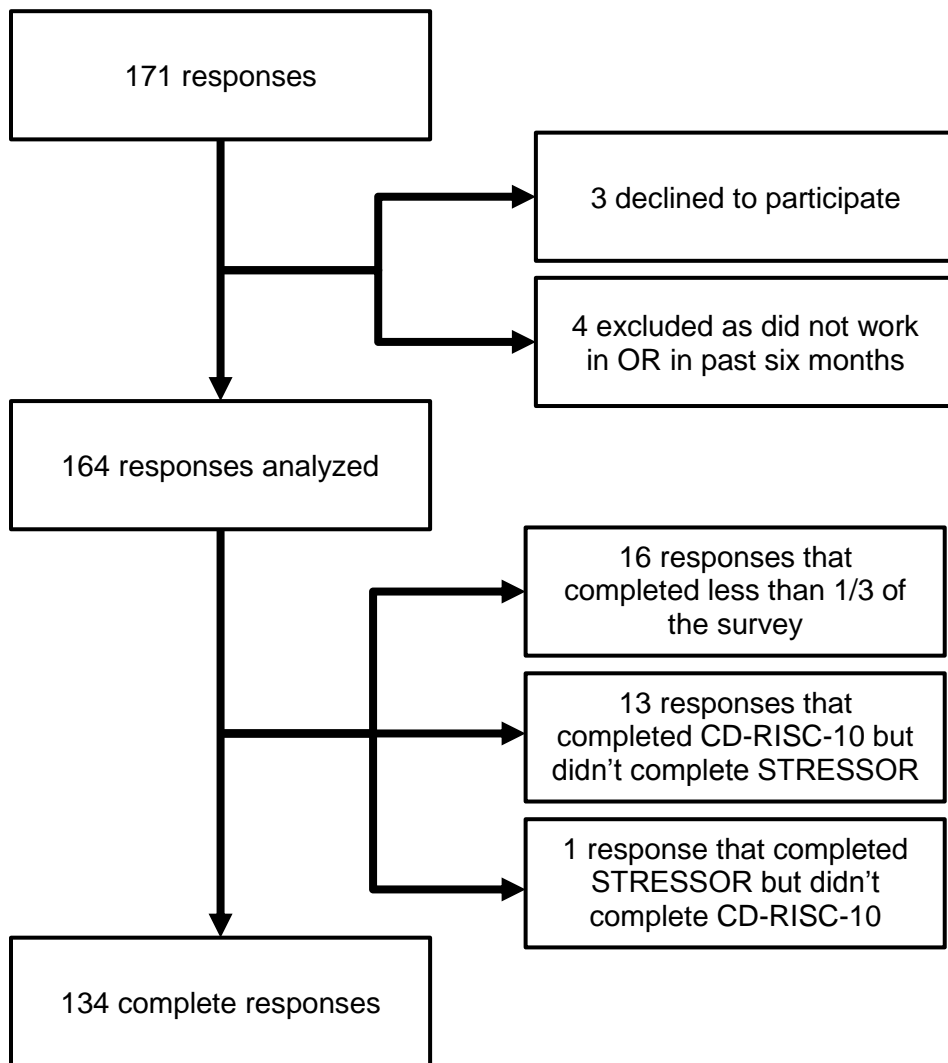 171 responses
3 declined to participate
4 excluded as did not work
in OR in past six months
164 responses analyzed
16 responses that
completed less than 1/3 of
the survey
13 responses that
completed CD-RISC-10 but
didn’t complete STRESSOR
1 response that completed
STRESSOR but didn’t
complete CD-RISC-10
134 complete responses